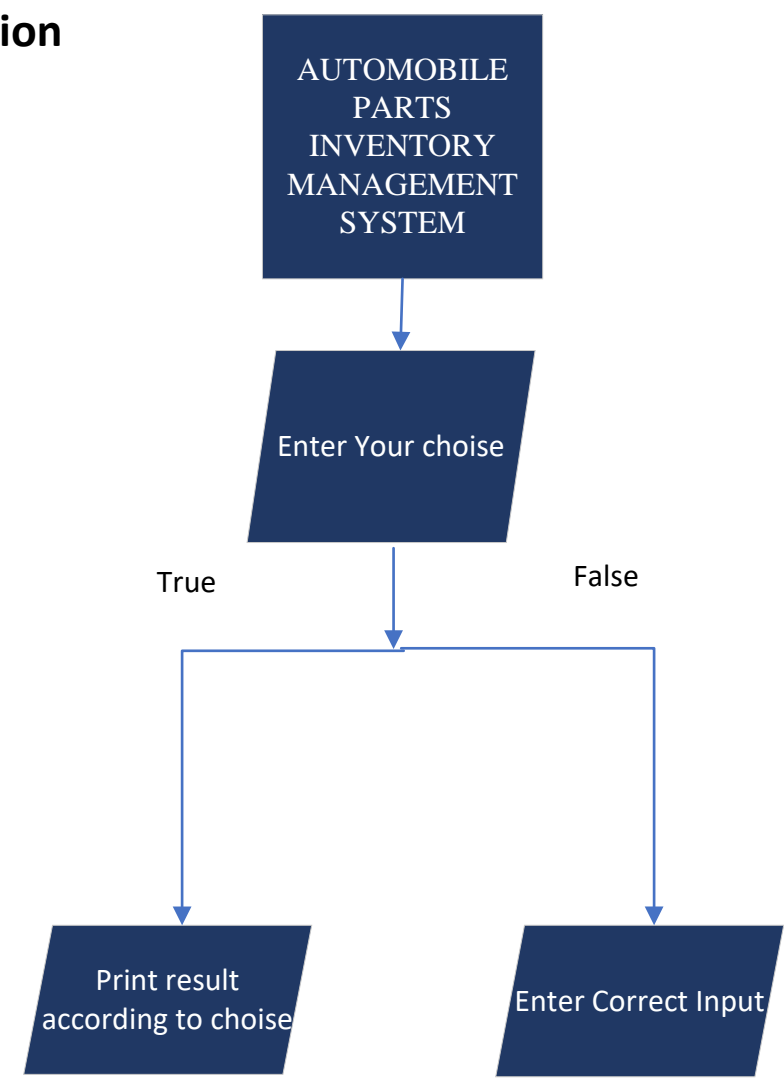 ion
AUTOMOBILE
PARTS
INVENTORY
MANAGEMENT
SYSTEM
Enter Your choise
True
False
Print result
according to choise
Enter Correct Input